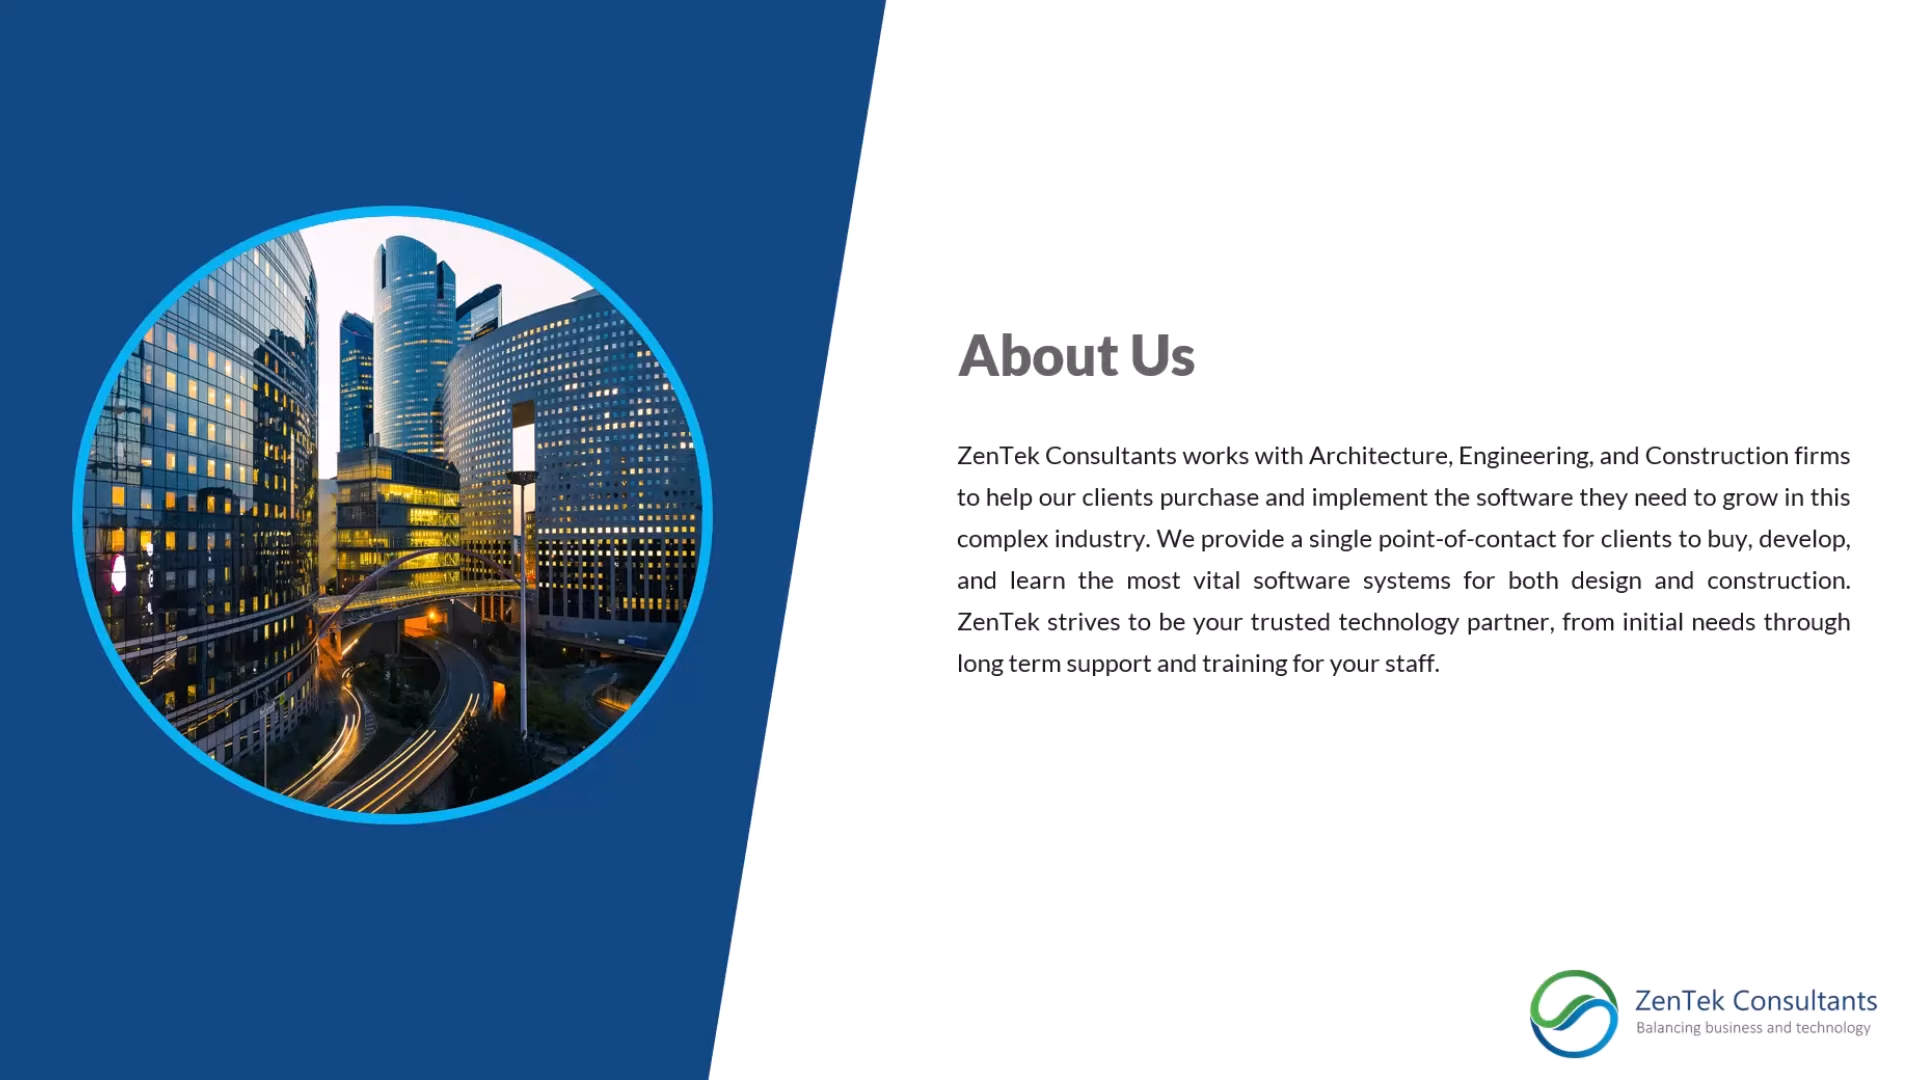 About Us
ZenTek Consultants works with Architecture, Engineering, and Construction firms
to help our clients purchase and implement the software they need to grow in this
complex industry. We provide a single point-of-contact for clients to buy, develop,
and learn the most vital software systems for both design and construction.
ZenTek strives to be your trusted technology partner, from initial needs through
long term support and training for your staff.
ZenTek Consultants
Balancing business and technology